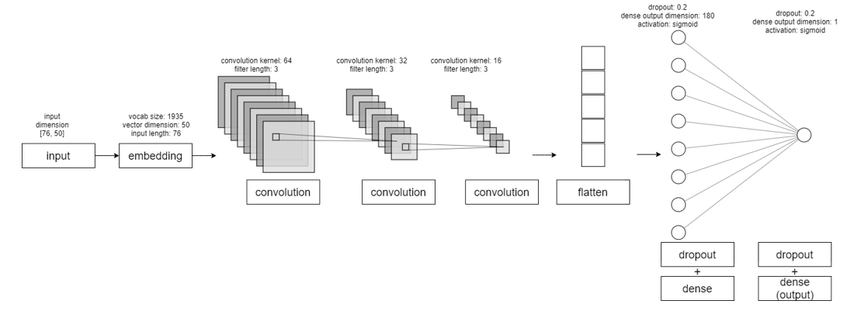 input
dimension
[76, 50]
input
vocab size: 1935
vector dimension: 50
input length: 76
embedding
convolution kernel: 64
filter length: 3
convolution
convolution kernel: 32
filter length: 3
convolution
convolution kernel: 16
filter length: 3
convolution
flatten
dropout: 0.2
dense output dimension: 180
activation: sigmoid
dropout
+
dense
dropout: 0.2
dense output dimension: 1
activation: sigmoid
dropout
+
dense
(output)